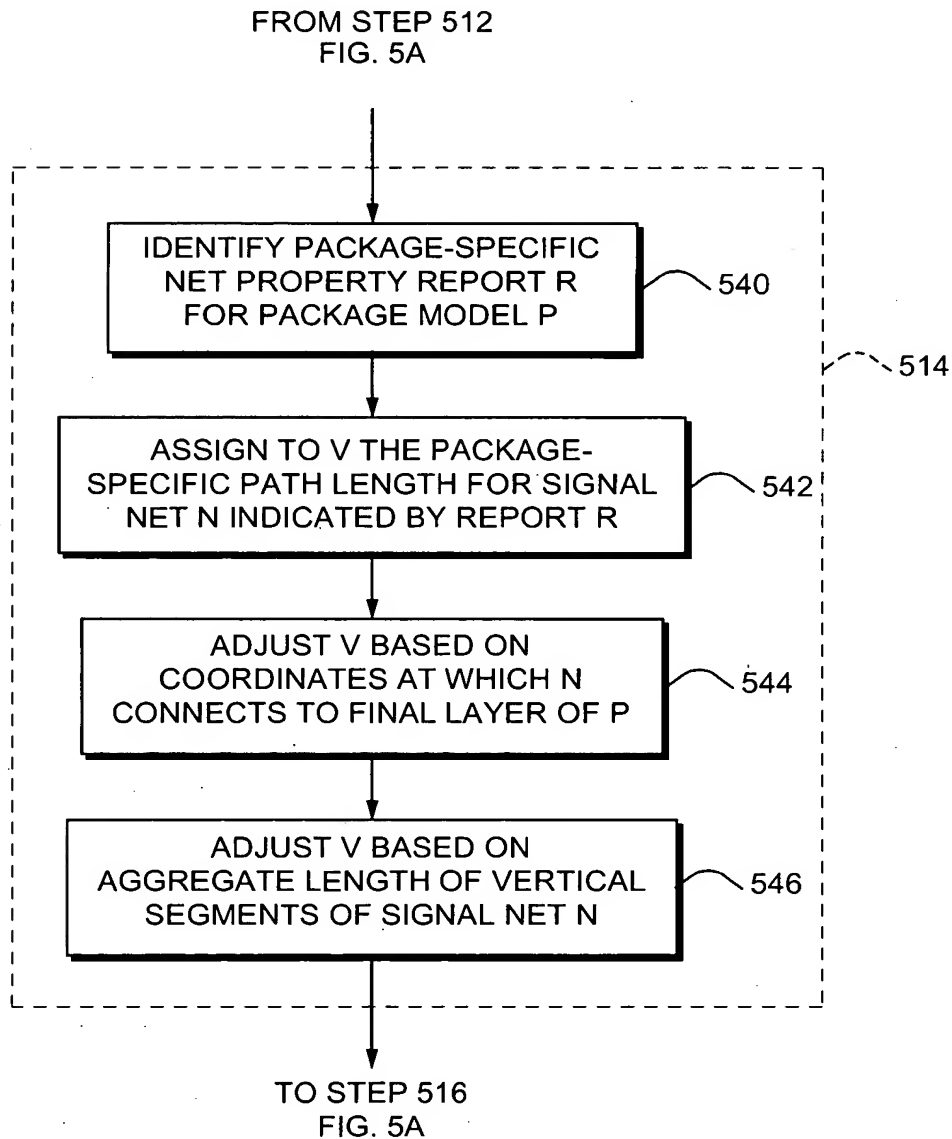 FROM STEP 512
FIG. 5A
IDENTIFY PACKAGE-SPECIFIC
NET PROPERTY REPORT R
FOR PACKAGE MODEL P
540
514
ASSIGN TO V THE PACKAGE-
SPECIFIC PATH LENGTH FOR SIGNAL
NET N INDICATED BY REPORT R
542
ADJUST V BASED ON
COORDINATES AT WHICH N
CONNECTS TO FINAL LAYER OF P
544
ADJUST V BASED ON
AGGREGATE LENGTH OF VERTICAL
SEGMENTS OF SIGNAL NET N
546
TO STEP 516
FIG. 5A